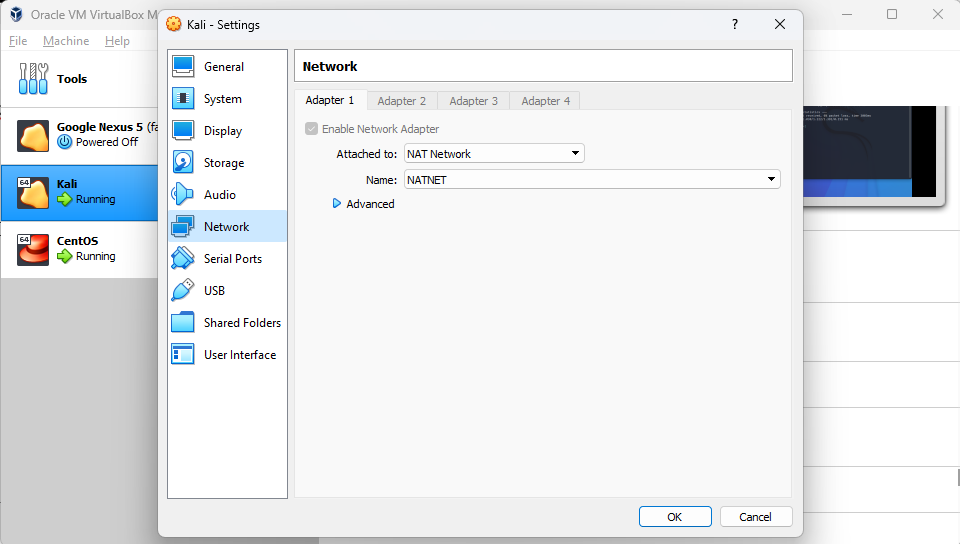 Oracle VM VirtualBox M
File Machine Help
Tools
Google Nexus 5 (fa
Powered Off
64
Kali
Running
64
CentOS
Running
Kali - Settings
?
General
System
Display
Storage
Audio
Network
Serial Ports
USB
Shared Folders
User Interface
Network
Adapter 1 Adapter 2 Adapter 3 Adapter 4
Enable Network Adapter
Attached to: NAT Network
Name: NATNET
Advanced
OK Cancel